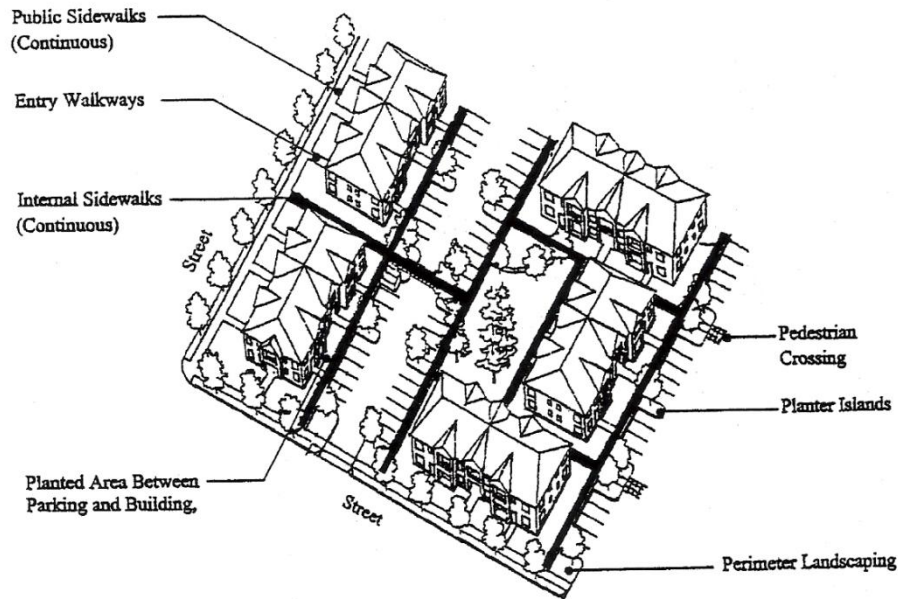 Public Sidewalks
(Continuous)
Entry Walkways
Internal Sidewalks
(Continuous)
Street
Pedestrian
Crossing
Planter Islands
Planted Area Between
Parking and Building,
Street
Perimeter Landscaping